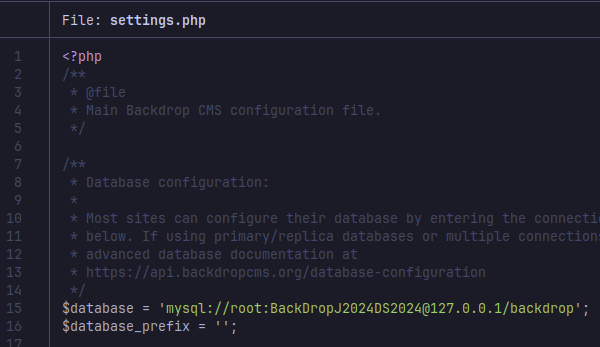 File: settings.php
1 <?php
2 /**
3  * @file
4  * Main Backdrop CMS configuration file.
5  */
6
7 /**
8  * Database configuration:
9  *
10  * Most sites can configure their database by entering the connecti
11  * below. If using primary/replica databases or multiple connections
12  * advanced database documentation at
13  * https://api.backdropcms.org/database-configuration
14  */
15 $database = 'mysql://root:BackDropJ2024DS2024@127.0.0.1/backdrop';
16 $database_prefix = '';
17